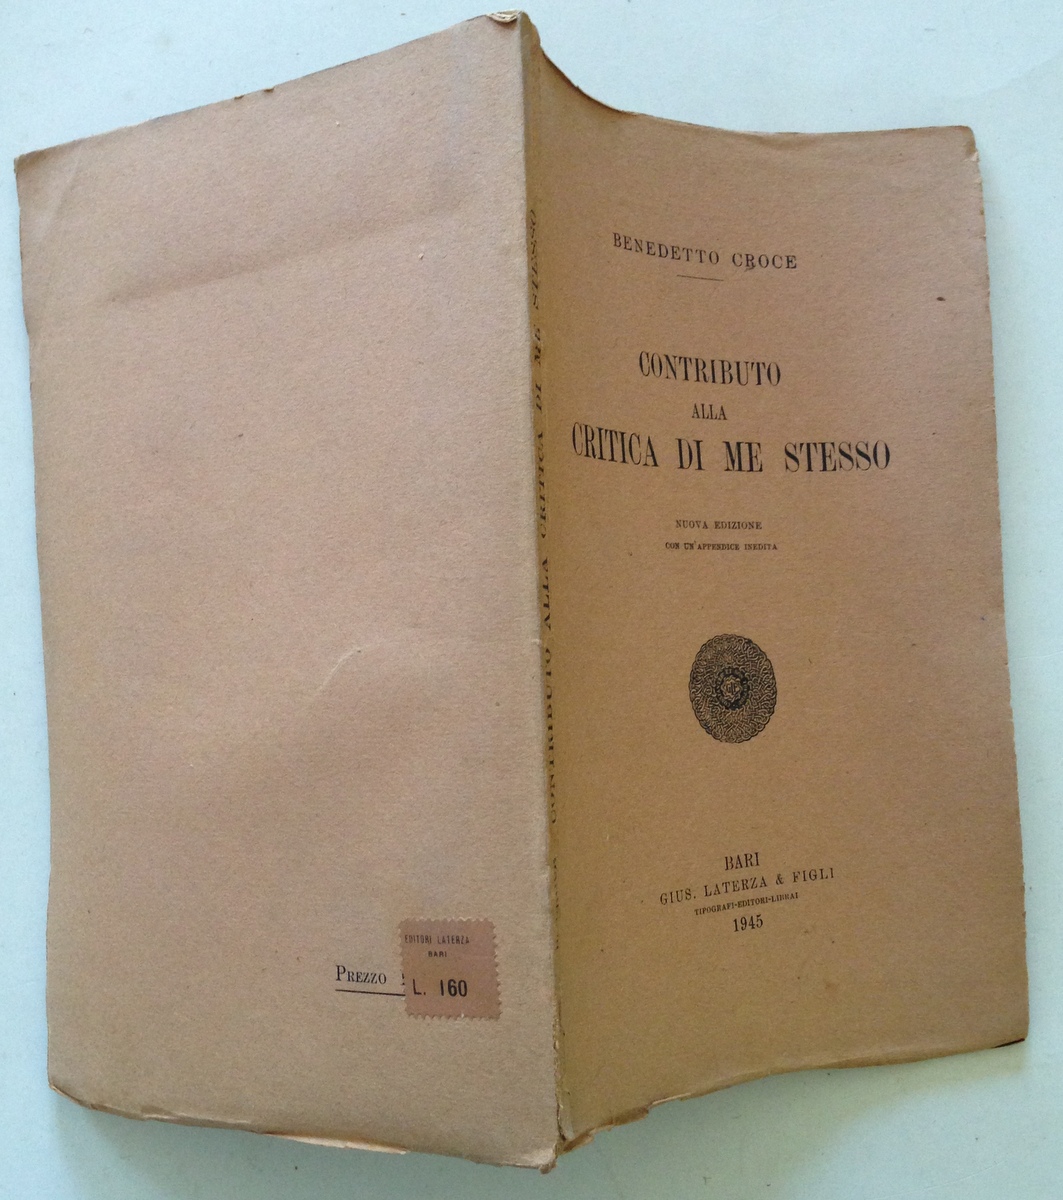 BENEDETTO CROCE
CONTRIBUTO
ALLA
CRITICA DI ME STESSO
NUOVA EDIZIONE
CON UN'APPENDICE INEDITA
BARI
GIUS. LATERZA & FIGLI
TIPOGRAFI-EDITORI-LIBRAI
1945
CONTRIBUTO ALLA CRITICA DI ME STESSO
PREZZO
EDITORI LATERZA
BARI
L. 160